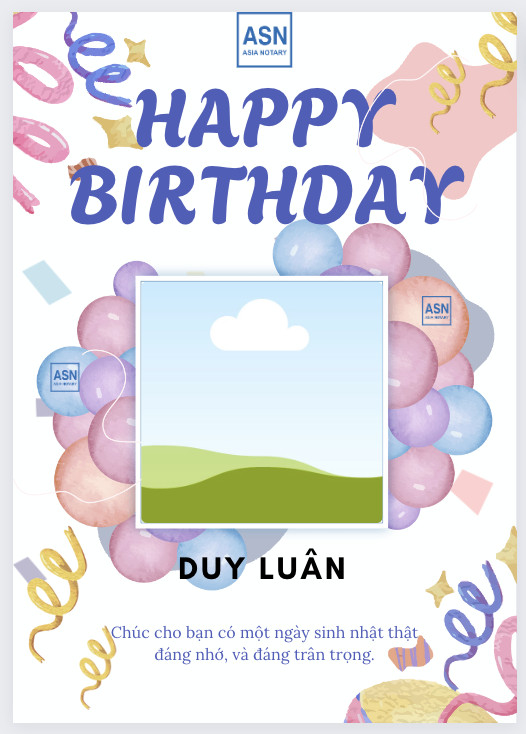 ASN
ASIA NOTARY
HAPPY
BIRTHDAY
ASN
ASIA NOTARY
ASN
ASIA NOTARY
DUY LUÂN
Chúc cho bạn có một ngày sinh nhật thật
đáng nhớ, và đáng trân trọng.